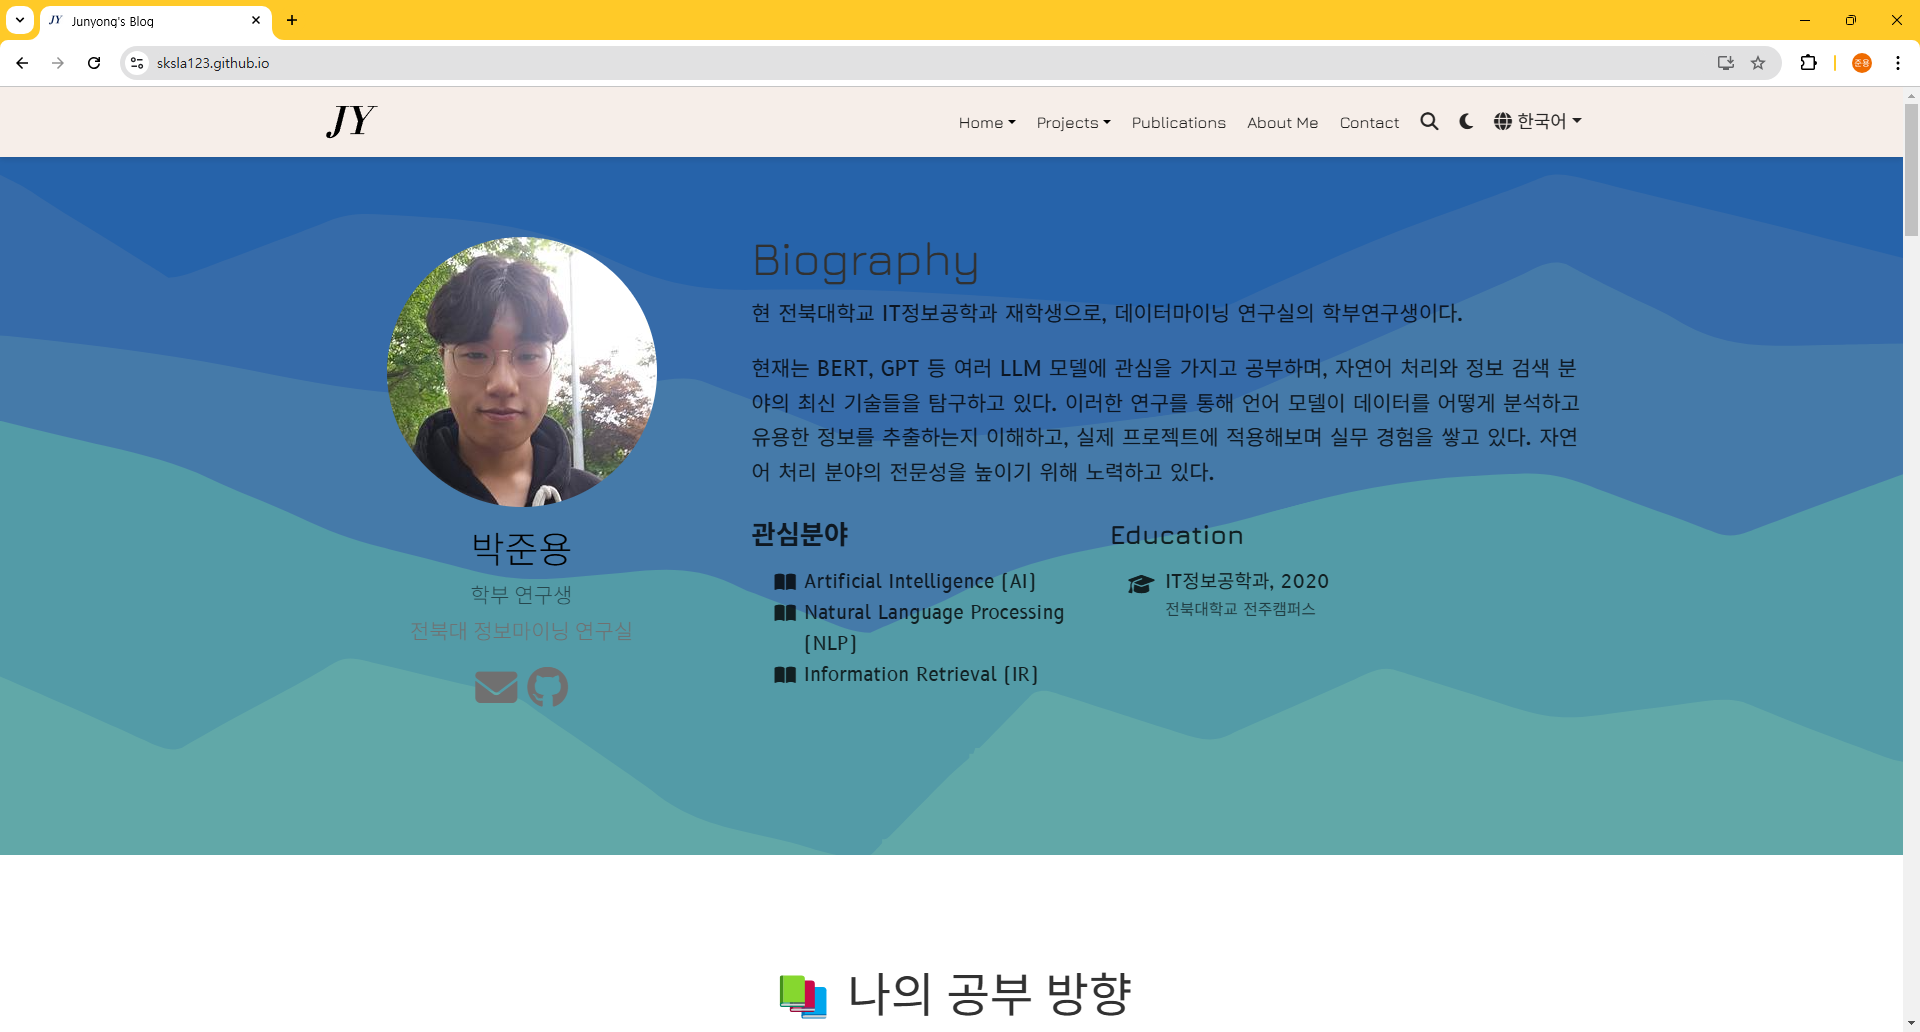 Junyong's Blog
sksla123.github.io
준용
JY
Home
Projects
Publications
About Me
Contact
한국어
Biography
현 전북대학교 IT정보공학과 재학생으로, 데이터마이닝 연구실의 학부연구생이다.
현재는 BERT, GPT 등 여러 LLM 모델에 관심을 가지고 공부하며, 자연어 처리와 정보 검색 분
야의 최신 기술들을 탐구하고 있다. 이러한 연구를 통해 언어 모델이 데이터를 어떻게 분석하고
유용한 정보를 추출하는지 이해하고, 실제 프로젝트에 적용해보며 실무 경험을 쌓고 있다. 자연
어 처리 분야의 전문성을 높이기 위해 노력하고 있다.
박준용
학부 연구생
전북대 정보마이닝 연구실
관심분야
Artificial Intelligence (AI)
Natural Language Processing
(NLP)
Information Retrieval (IR)
Education
IT정보공학과, 2020
전북대학교 전주캠퍼스
나의 공부 방향